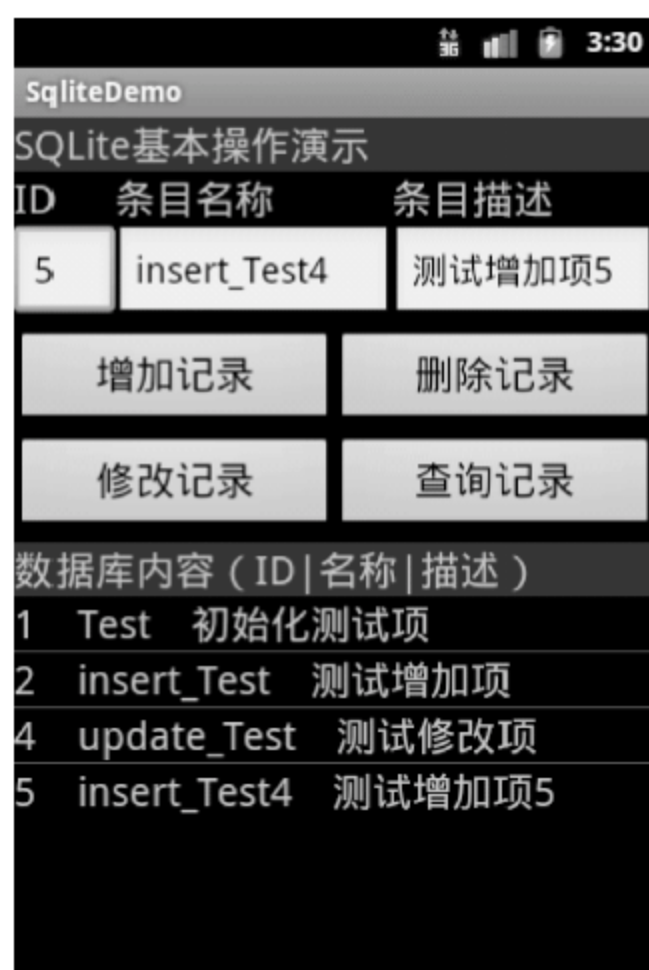 3G 3:30
SqliteDemo
SQLite基本操作演示
ID 条目名称 条目描述
5 insert_Test4 测试增加项5
增加记录 删除记录
修改记录 查询记录
数据库内容（ID|名称|描述）
1 Test 初始化测试项
2 insert_Test 测试增加项
4 update_Test 测试修改项
5 insert_Test4 测试增加项5